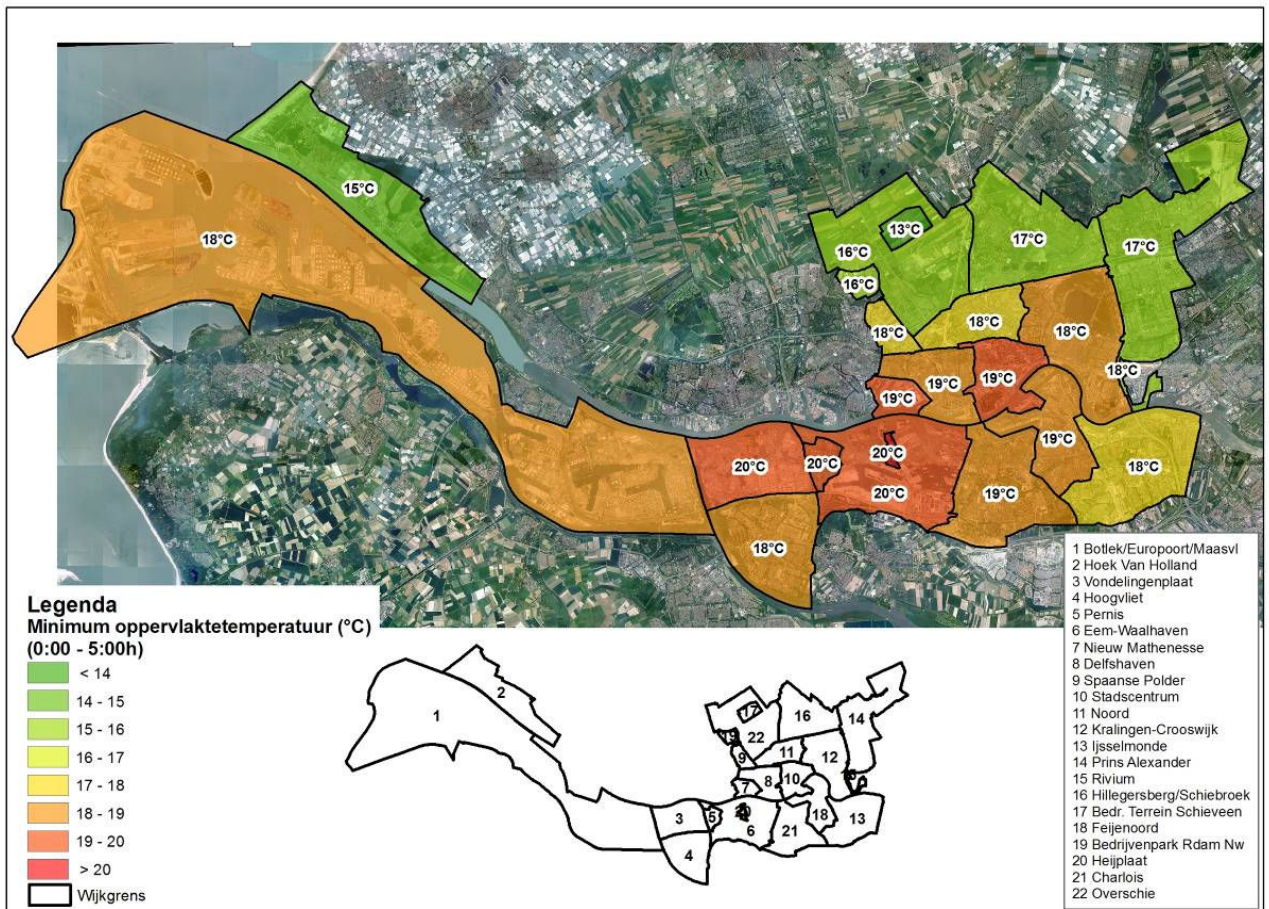 15°C
18°C
13°C
16°C
17°C
17°C
16°C
18°C
18°C
18°C
18°C
19°C
19°C
19°C
19°C
20°C
20°C
20°C
18°C
20°C
19°C
18°C
Legenda
Minimum oppervlaktetemperatuur (°C)
(0:00 - 5:00h)
< 14
14 - 15
15 - 16
16 - 17
17 - 18
18 - 19
19 - 20
> 20
Wijkgrens
1
2
17
16
14
19
22
9
11
12
15
7
8
10
3
5
20
6
21
18
13
4
1 Botlek/Europoort/Maasvl
2 Hoek Van Holland
3 Vondelingenplaat
4 Hoogvliet
5 Pernis
6 Eem-Waalhaven
7 Nieuw Mathenesse
8 Delfshaven
9 Spaanse Polder
10 Stadscentrum
11 Noord
12 Kralingen-Crooswijk
13 Ijsselmonde
14 Prins Alexander
15 Rivium
16 Hillegersberg/Schiebroek
17 Bedr. Terrein Schieveen
18 Feijenoord
19 Bedrijvenpark Rdam Nw
20 Heijplaat
21 Charlois
22 Overschie